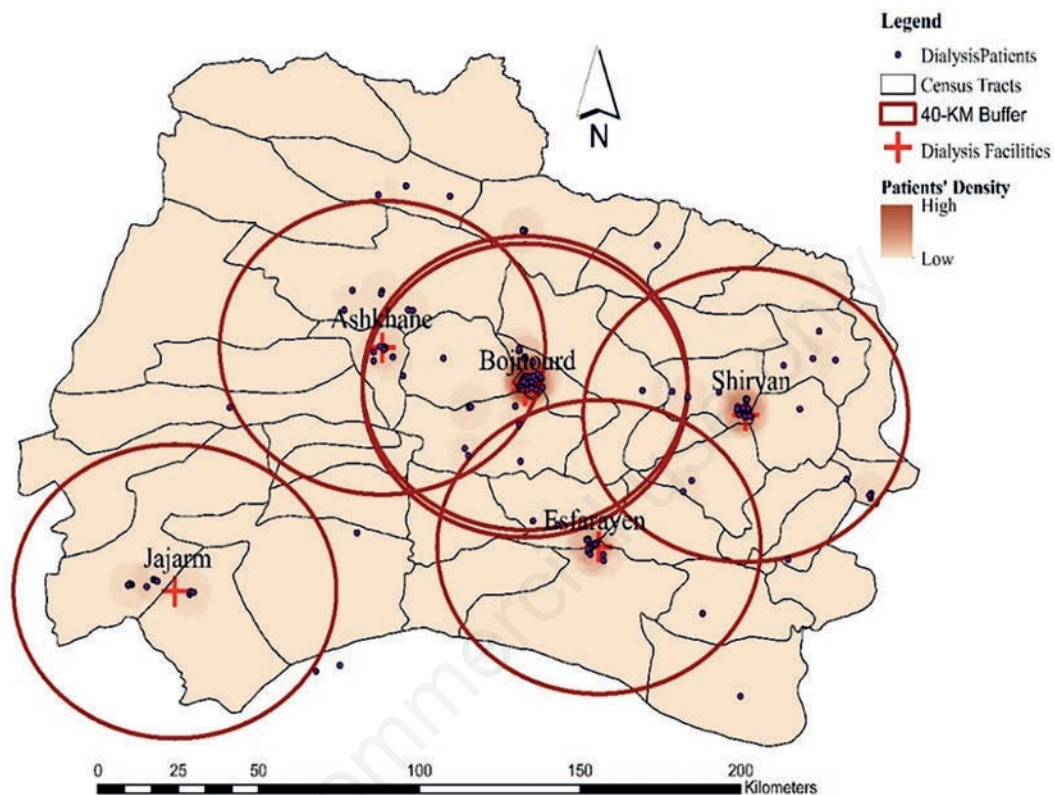 Legend
DialysisPatients
Census Tracts
40-KM Buffer
Dialysis Facilities
Patients' Density
High
Low
N
Ashkhane
Bojnourd
Shirvan
Esfarayen
Jajarm
0 25 50 100 150 200
Kilometers